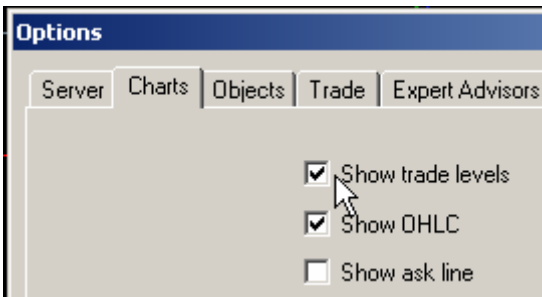 Options
Server Charts Objects Trade Expert Advisors
Show trade levels
Show OHLC
Show ask line